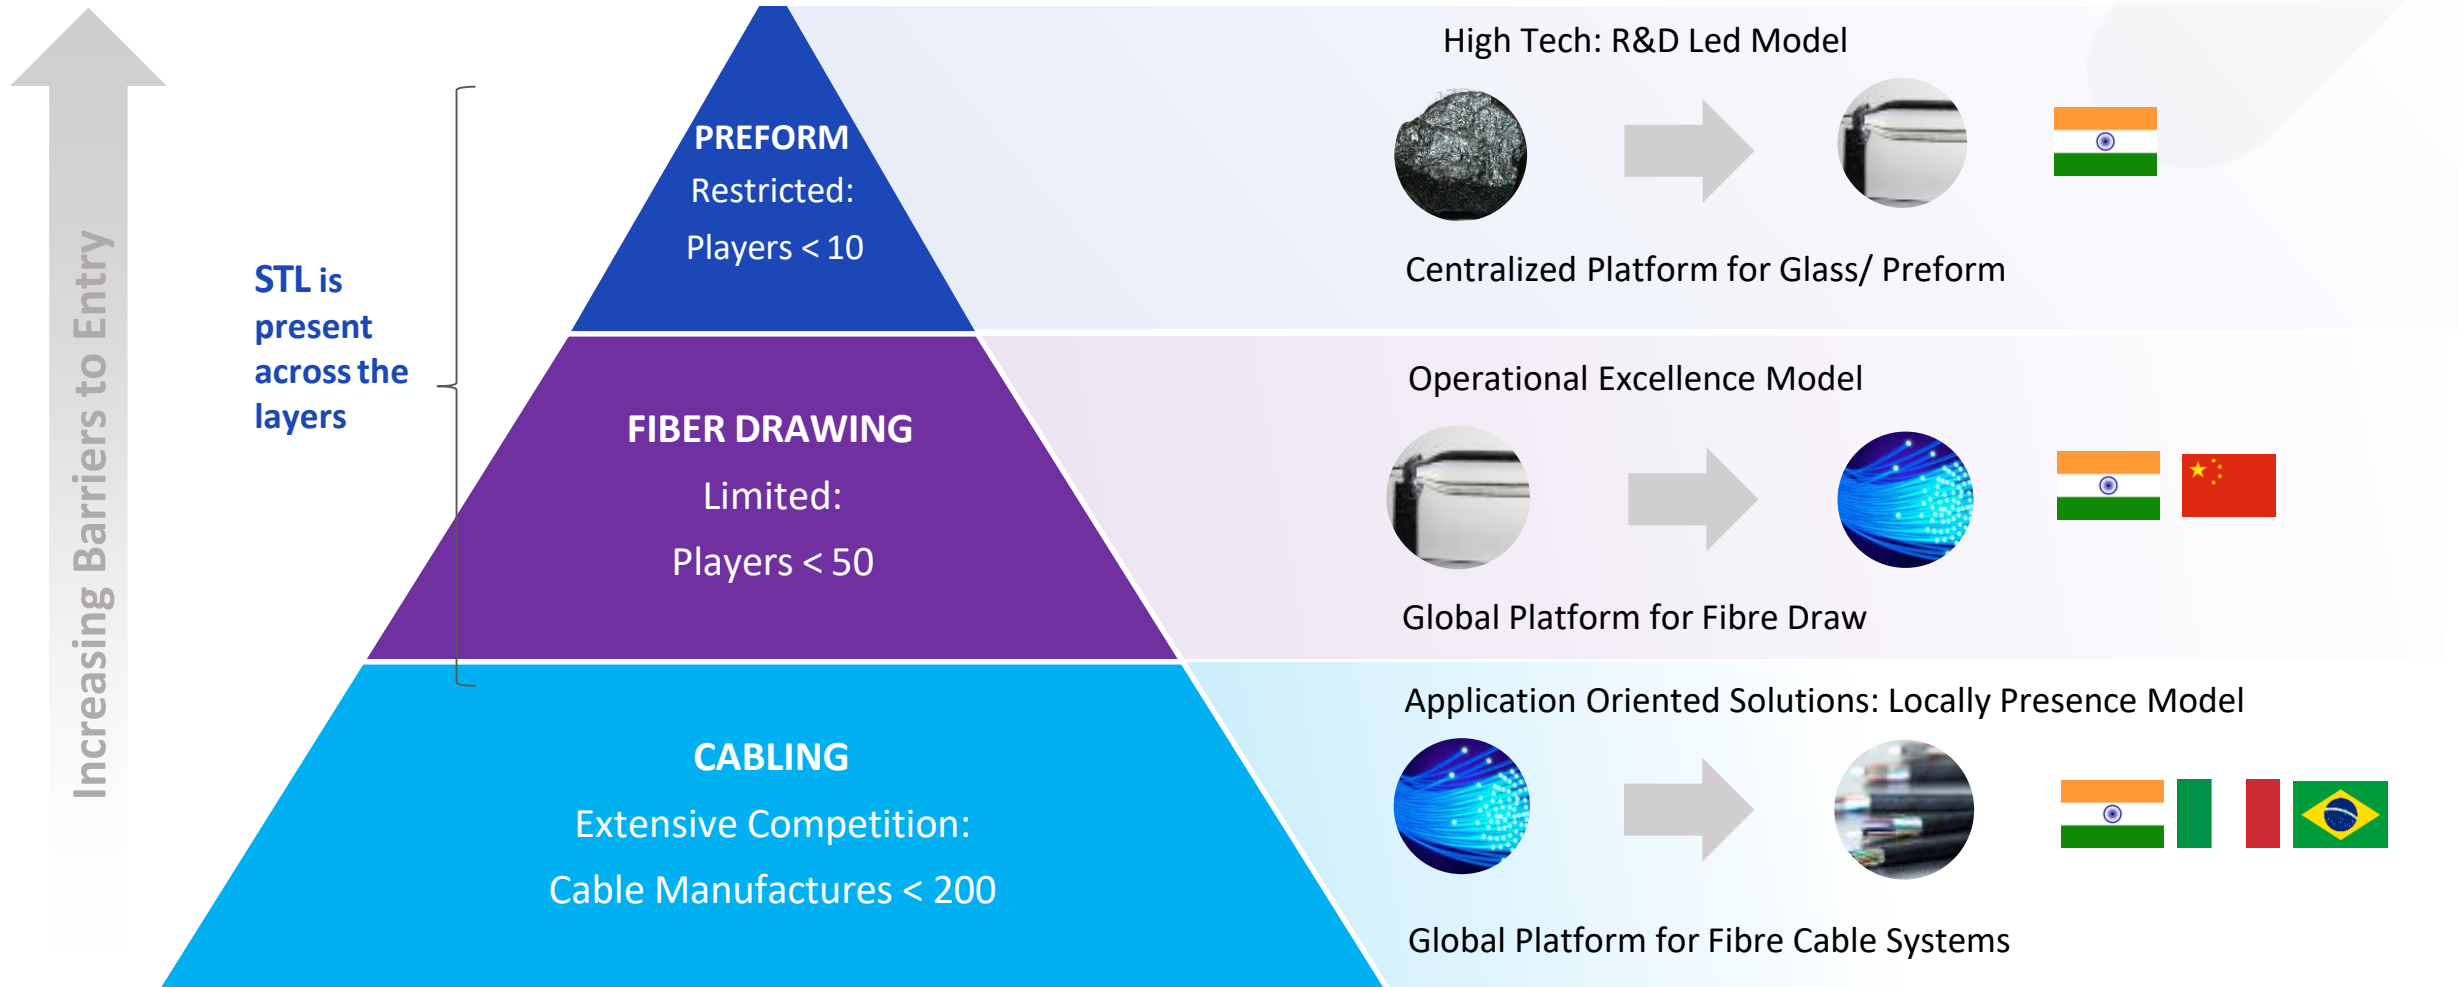 Increasing Barriers to Entry
STL is
present
across the
layers
PREFORM
Restricted:
Players < 10
FIBER DRAWING
Limited:
Players < 50
CABLING
Extensive Competition:
Cable Manufactures < 200
High Tech: R&D Led Model
Centralized Platform for Glass/ Preform
Operational Excellence Model
Global Platform for Fibre Draw
Application Oriented Solutions: Locally Presence Model
Global Platform for Fibre Cable Systems